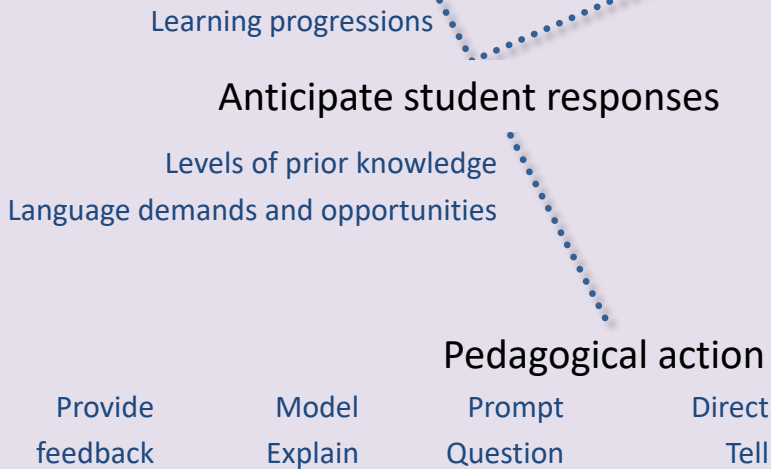 Learning progressions
Anticipate student responses
Levels of prior knowledge
Language demands and opportunities
Pedagogical action
Provide Model Prompt Direct
feedback Explain Question Tell